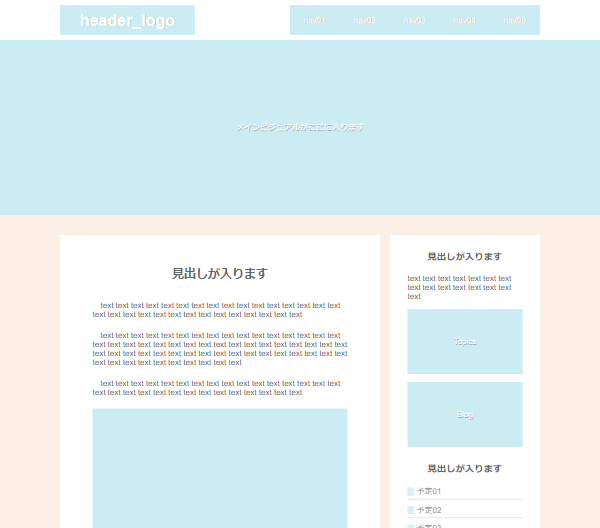 header_logo
nav01 nav02 nav03 nav04 nav05
メインビジュアルがここに入ります
見出しが入ります
text text text text text text text text text text text text text text text text
text text text text text text text text text text text text text text
text text text text text text text text text text text text text text text text
text text text text text text text text text text text text text text text text text
text text text text text text text text text text text text text text text text text
text text text text text text text text text text
text text text text text text text text text text text text text text text text
text text text text text text text text text text text text text text
見出しが入ります
text text text text text text text
text text text text text text text
text
Topics
Blog
見出しが入ります
予定01
予定02
予定03